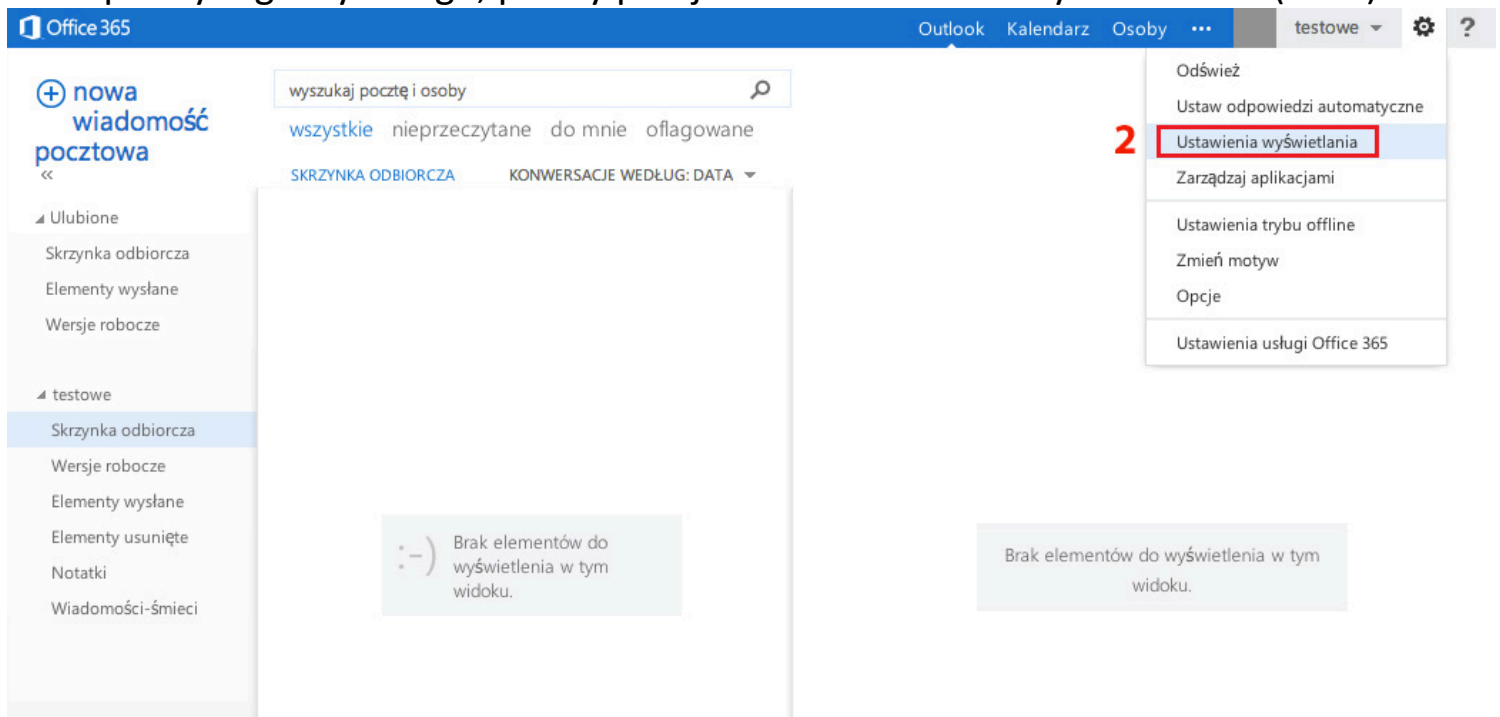 Office 365
Outlook Kalendarz Osoby ••• testowe ?
nowa
wiadomość
pocztowa
«
wyszukaj pocztę i osoby
wszystkie nieprzeczytane do mnie oflagowane
SKRZYNKA ODBIORCZA KONWERSACJE WEDŁUG: DATA
Ulubione
Skrzynka odbiorcza
Elementy wysłane
Wersje robocze
testowe
Skrzynka odbiorcza
Wersje robocze
Elementy wysłane
Elementy usunięte
Notatki
Wiadomości-śmieci
:-)
Brak elementów do
wyświetlenia w tym
widoku.
Brak elementów do wyświetlenia w tym
widoku.
Odśwież
Ustaw odpowiedzi automatyczne
2 Ustawienia wyświetlania
Zarządzaj aplikacjami
Ustawienia trybu offline
Zmień motyw
Opcje
Ustawienia usługi Office 365